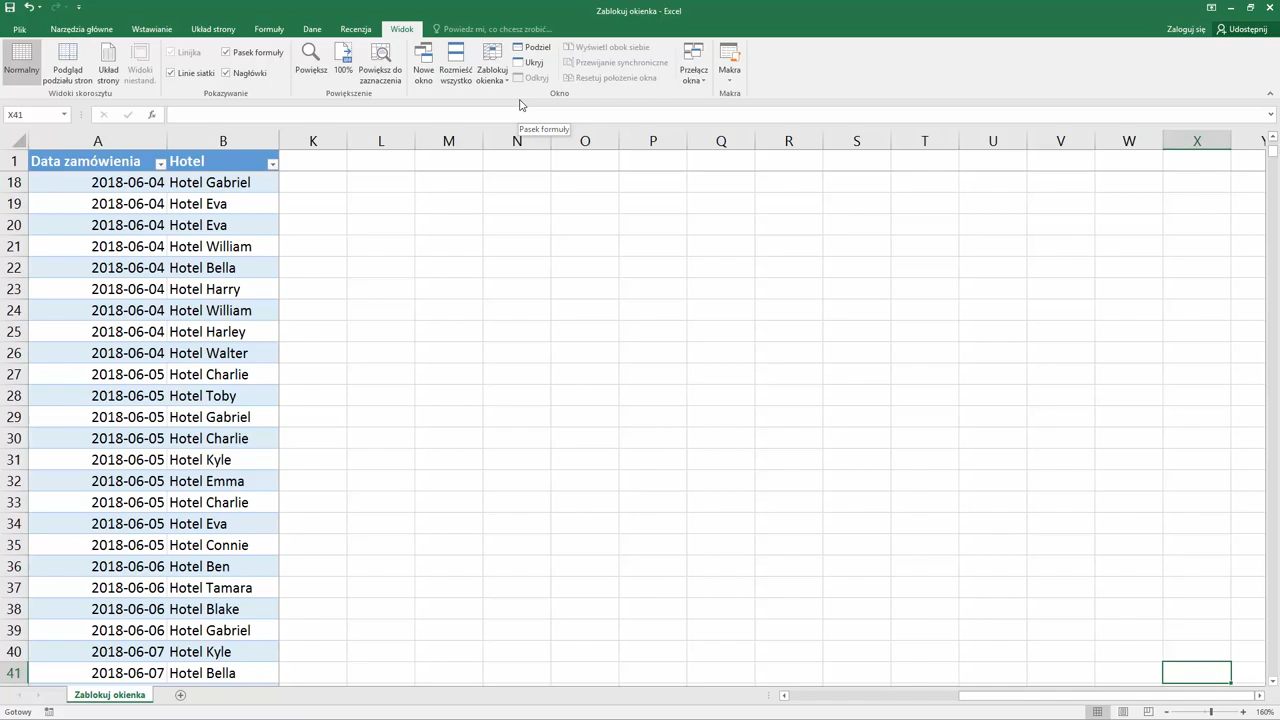 Zablokuj okienka - Excel
Plik Narzędzia główne Wstawianie Układ strony Formuły Dane Recenzja Widok Powiedz mi, co chcesz zrobić... Zaloguj się Udostępnij
Normalny Podgląd podziału stron Układ strony Widoki niestand.
Widoki skoroszytu
Linijka Pasek formuły
Linie siatki Nagłówki
Pokazywanie
Powiększ 100% Powiększ do zaznaczenia
Powiększenie
Nowe okno Rozmieść wszystko Zablokuj okienka
Podziel
Ukryj
Odkryj
Wyświetl obok siebie
Przewijanie synchroniczne
Resetuj położenie okna
Przełącz okna
Okno
Makra
Makra
X41 fx
Pasek formuły
A B K L M N O P Q R S T U V W X Y
1 Data zamówienia Hotel
18 2018-06-04 Hotel Gabriel
19 2018-06-04 Hotel Eva
20 2018-06-04 Hotel Eva
21 2018-06-04 Hotel William
22 2018-06-04 Hotel Bella
23 2018-06-04 Hotel Harry
24 2018-06-04 Hotel William
25 2018-06-04 Hotel Harley
26 2018-06-04 Hotel Walter
27 2018-06-05 Hotel Charlie
28 2018-06-05 Hotel Toby
29 2018-06-05 Hotel Gabriel
30 2018-06-05 Hotel Charlie
31 2018-06-05 Hotel Kyle
32 2018-06-05 Hotel Emma
33 2018-06-05 Hotel Charlie
34 2018-06-05 Hotel Eva
35 2018-06-05 Hotel Connie
36 2018-06-06 Hotel Ben
37 2018-06-06 Hotel Tamara
38 2018-06-06 Hotel Blake
39 2018-06-06 Hotel Gabriel
40 2018-06-07 Hotel Kyle
41 2018-06-07 Hotel Bella
Zablokuj okienka
Gotowy 160%